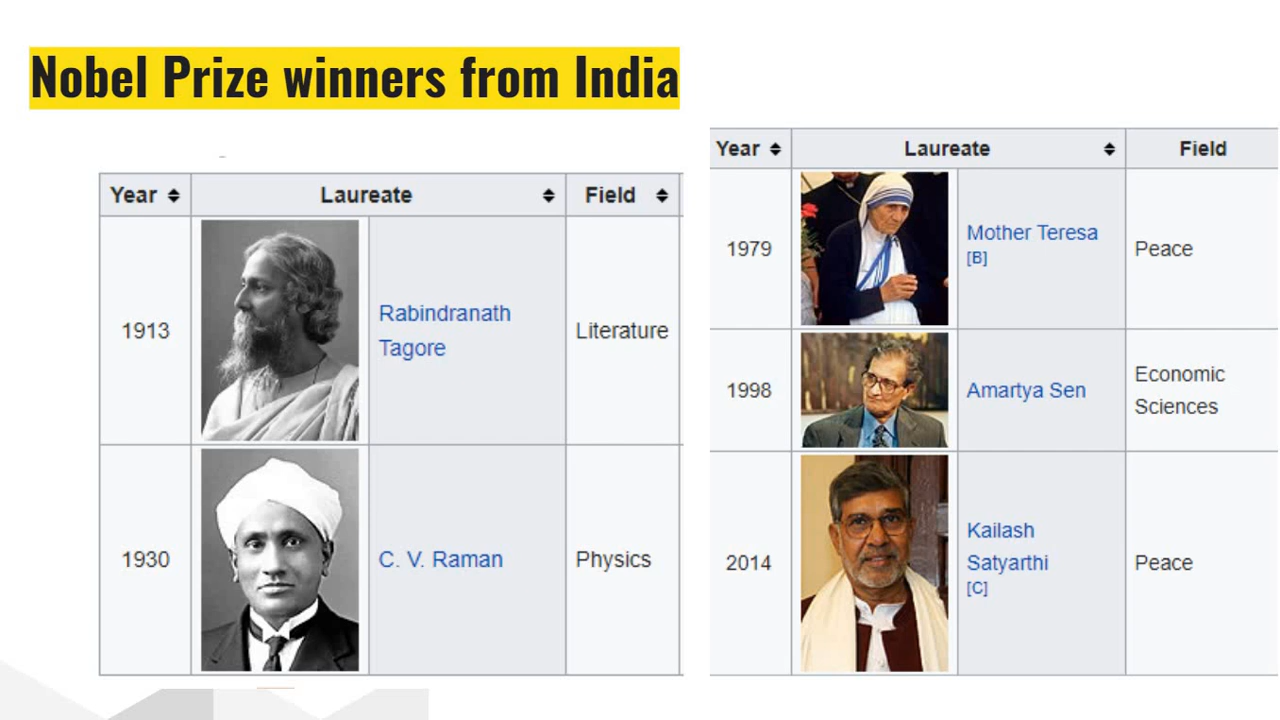 Nobel Prize winners from India
Year Laureate Field
1913 Rabindranath Tagore Literature
1930 C. V. Raman Physics
Year Laureate Field
1979 Mother Teresa [B] Peace
1998 Amartya Sen Economic Sciences
2014 Kailash Satyarthi [C] Peace